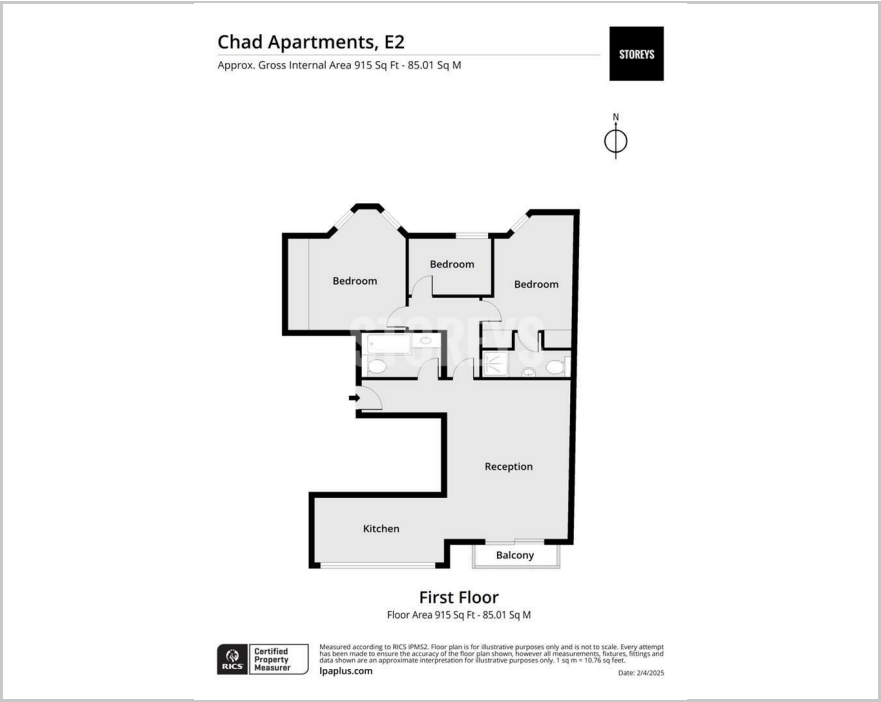 Chad Apartments, E2
Approx. Gross Internal Area 915 Sq Ft - 85.01 Sq M
STOREYS
N
Bedroom
Bedroom
Bedroom
STOREYS
Reception
Kitchen
Balcony
First Floor
Floor Area 915 Sq Ft - 85.01 Sq M
RICS
Certified
Property
Measurer
Measured according to RICS IPMS2. Floor plan is for illustrative purposes only and is not to scale. Every attempt
has been made to ensure the accuracy of the floor plan shown, however all measurements, fixtures, fittings and
data shown are an approximate interpretation for illustrative purposes only. 1 sq m = 10.76 sq feet.
lpaplus.com
Date: 2/4/2025